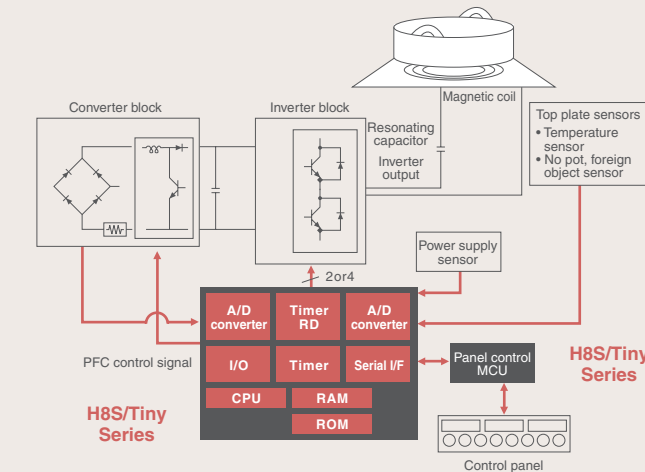 Converter block
Inverter block
Magnetic coil
Resonating
capacitor
Inverter
output
Top plate sensors
• Temperature
sensor
• No pot, foreign
object sensor
Power supply
sensor
2or4
A/D
converter
Timer
RD
A/D
converter
PFC control signal
I/O
Timer
Serial I/F
Panel control
MCU
H8S/Tiny
Series
CPU
RAM
ROM
H8S/Tiny
Series
Control panel